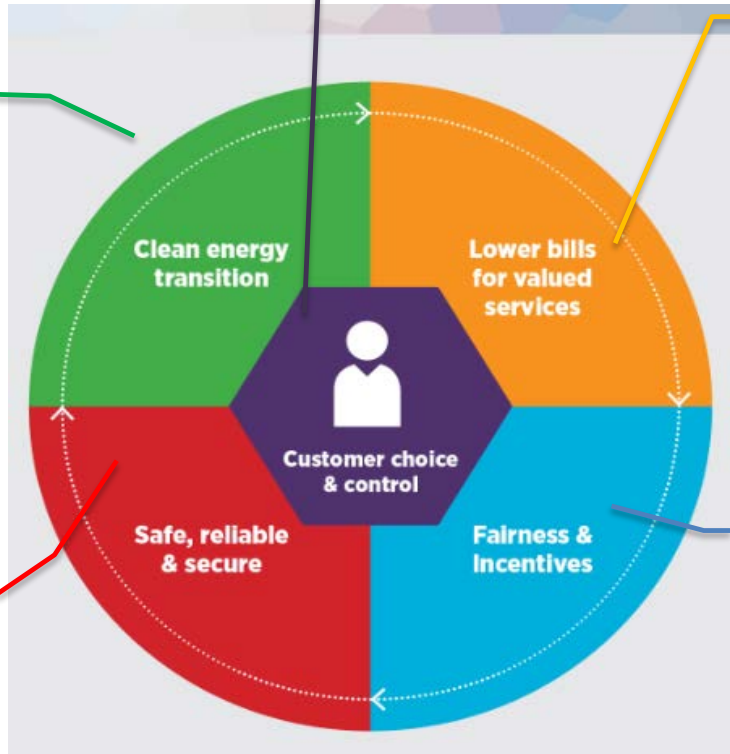 Clean energy
transition
Lower bills
for valued
services
Customer choice
& control
Safe, reliable
& secure
Fairness &
Incentives